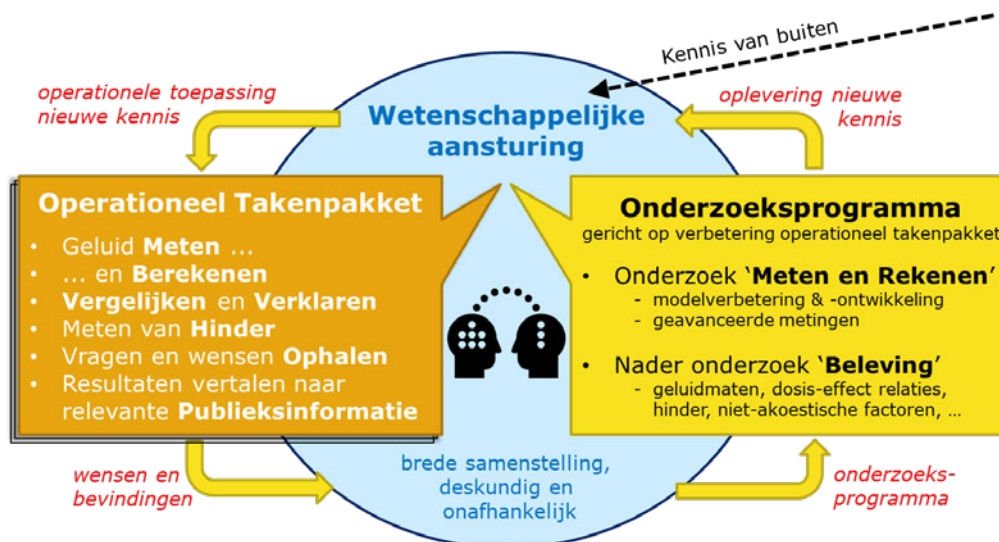 Kennis van buiten
operationele toepassing
nieuwe kennis
Wetenschappelijke
aansturing
oplevering nieuwe
kennis
Operationeel Takenpakket
• Geluid Meten ...
• ... en Berekenen
• Vergelijken en Verklaren
• Meten van Hinder
• Vragen en wensen Ophalen
• Resultaten vertalen naar
relevante Publieksinformatie
Onderzoeksprogramma
gericht op verbetering operationeel takenpakket
• Onderzoek ‘Meten en Rekenen’
- modelverbetering & -ontwikkeling
- geavanceerde metingen
• Nader onderzoek ‘Beleving’
- geluidmaten, dosis-effect relaties,
hinder, niet-akoestische factoren, ...
wensen en
bevindingen
brede samenstelling,
deskundig en
onafhankelijk
onderzoeks-
programma